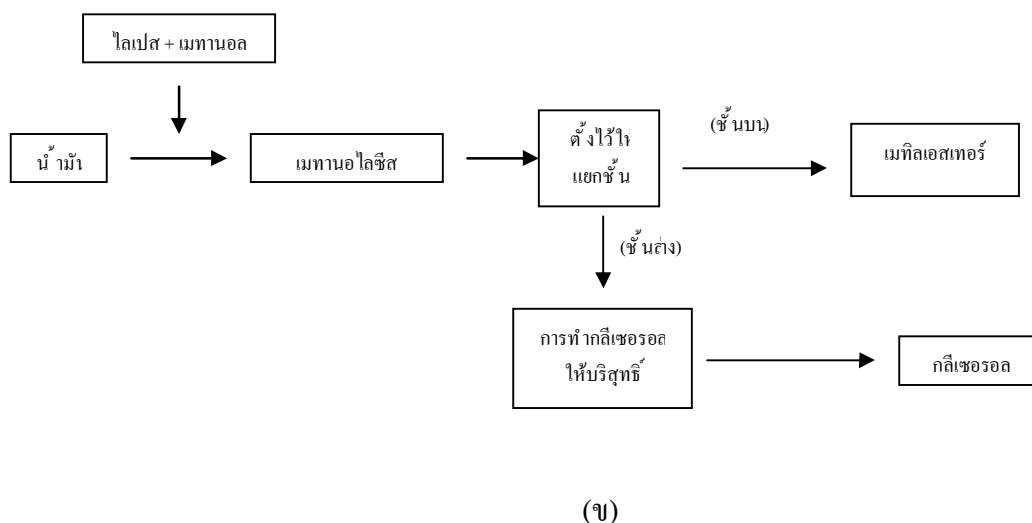 ไลเปส + เมทานอล
น้ำมัน
เมทานอไลซีส
ตั้งไว้ให้
แยกชั้น
(ชั้นบน)
เมทิลเอสเทอร์
(ชั้นล่าง)
การทำกลีเซอรอล
ให้บริสุทธิ์
กลีเซอรอล
(ข)